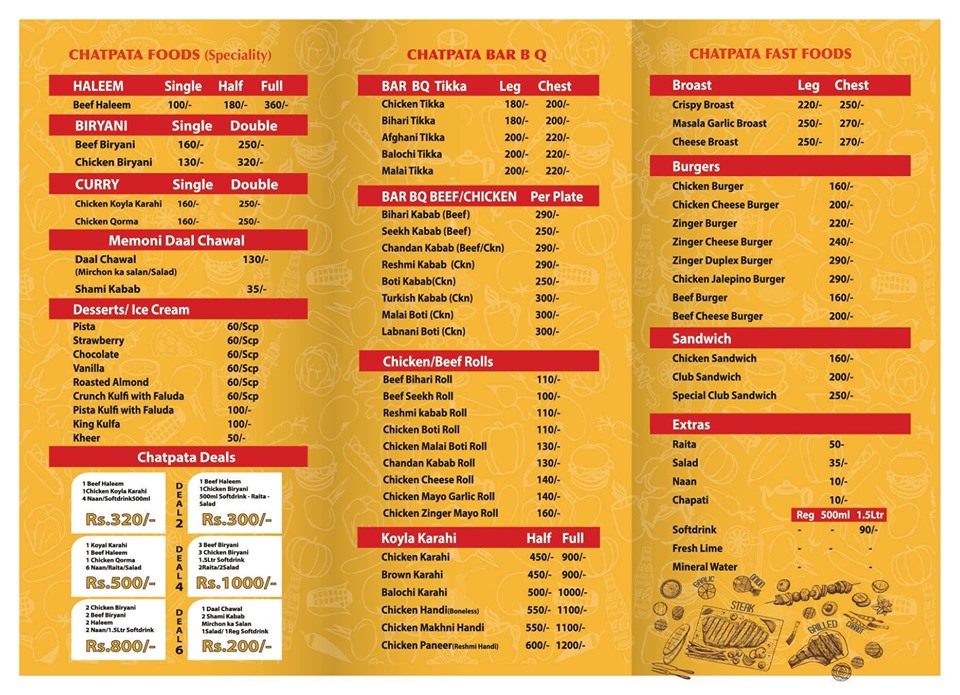 CHATPATA FOODS (Speciality)
HALEEM Single Half Full
Beef Haleem 100/- 180/- 360/-
BIRYANI Single Double
Beef Biryani 160/- 250/-
Chicken Biryani 130/- 320/-
CURRY Single Double
Chicken Koyla Karahi 160/- 250/-
Chicken Qorma 160/- 250/-
Memoni Daal Chawal
Daal Chawal 130/-
(Mirchon ka salan/Salad)
Shami Kabab 35/-
Desserts/ Ice Cream
Pista 60/Scp
Strawberry 60/Scp
Chocolate 60/Scp
Vanilla 60/Scp
Roasted Almond 60/Scp
Crunch Kulfi with Faluda 60/Scp
Pista Kulfi with Faluda 100/-
King Kulfa 100/-
Kheer 50/-
Chatpata Deals
1 Beef Haleem
1Chicken Koyla Karahi
4 Naan/Softdrink500ml
Rs.320/-
DEAL 2
1 Beef Haleem
1Chicken Biryani
500ml Softdrink - Raita -
Salad
Rs.300/-
1 Koyal Karahi
1 Beef Haleem
1 Chicken Qorma
6 Naan/Raita/Salad
Rs.500/-
DEAL 4
3 Beef Biryani
3 Chicken Biryani
1.5Ltr Softdrink
2Raita/2Salad
Rs.1000/-
2 Chicken Biryani
2 Beef Biryani
2 Haleem
2 Naan/1.5Ltr Softdrink
Rs.800/-
DEAL 6
1 Daal Chawal
2 Shami Kabab
Mirchon ka Salan
1Salad/ 1Reg Softdrink
Rs.200/-
CHATPATA BAR B Q
BAR BQ Tikka Leg Chest
Chicken Tikka 180/- 200/-
Bihari Tikka 180/- 200/-
Afghani TIkka 200/- 220/-
Balochi Tikka 200/- 220/-
Malai Tikka 200/- 220/-
BAR BQ BEEF/CHICKEN Per Plate
Bihari Kabab (Beef) 290/-
Seekh Kabab (Beef) 250/-
Chandan Kabab (Beef/Ckn) 290/-
Reshmi Kabab (Ckn) 290/-
Boti Kabab(Ckn) 250/-
Turkish Kabab (Ckn) 300/-
Malai Boti (Ckn) 300/-
Labnani Boti (Ckn) 300/-
Chicken/Beef Rolls
Beef Bihari Roll 110/-
Beef Seekh Roll 100/-
Reshmi kabab Roll 110/-
Chicken Boti Roll 110/-
Chicken Malai Boti Roll 130/-
Chandan Kabab Roll 130/-
Chicken Cheese Roll 140/-
Chicken Mayo Garlic Roll 140/-
Chicken Zinger Mayo Roll 160/-
Koyla Karahi Half Full
Chicken Karahi 450/- 900/-
Brown Karahi 450/- 900/-
Balochi Karahi 500/- 1000/-
Chicken Handi(Boneless) 550/- 1100/-
Chicken Makhni Handi 550/- 1100/-
Chicken Paneer(Reshmi Handi) 600/- 1200/-
CHATPATA FAST FOODS
Broast Leg Chest
Crispy Broast 220/- 250/-
Masala Garlic Broast 250/- 270/-
Cheese Broast 250/- 270/-
Burgers
Chicken Burger 160/-
Chicken Cheese Burger 200/-
Zinger Burger 220/-
Zinger Cheese Burger 240/-
Zinger Duplex Burger 290/-
Chicken Jalepino Burger 290/-
Beef Burger 160/-
Beef Cheese Burger 200/-
Sandwich
Chicken Sandwich 160/-
Club Sandwich 200/-
Special Club Sandwich 250/-
Extras
Raita 50-
Salad 35/-
Naan 10/-
Chapati 10/-
Reg 500ml 1.5Ltr
Softdrink - - 90/-
Fresh Lime - - -
Mineral Water - -
GARLIC
ONION
STEAK
GRILLED
CARROT